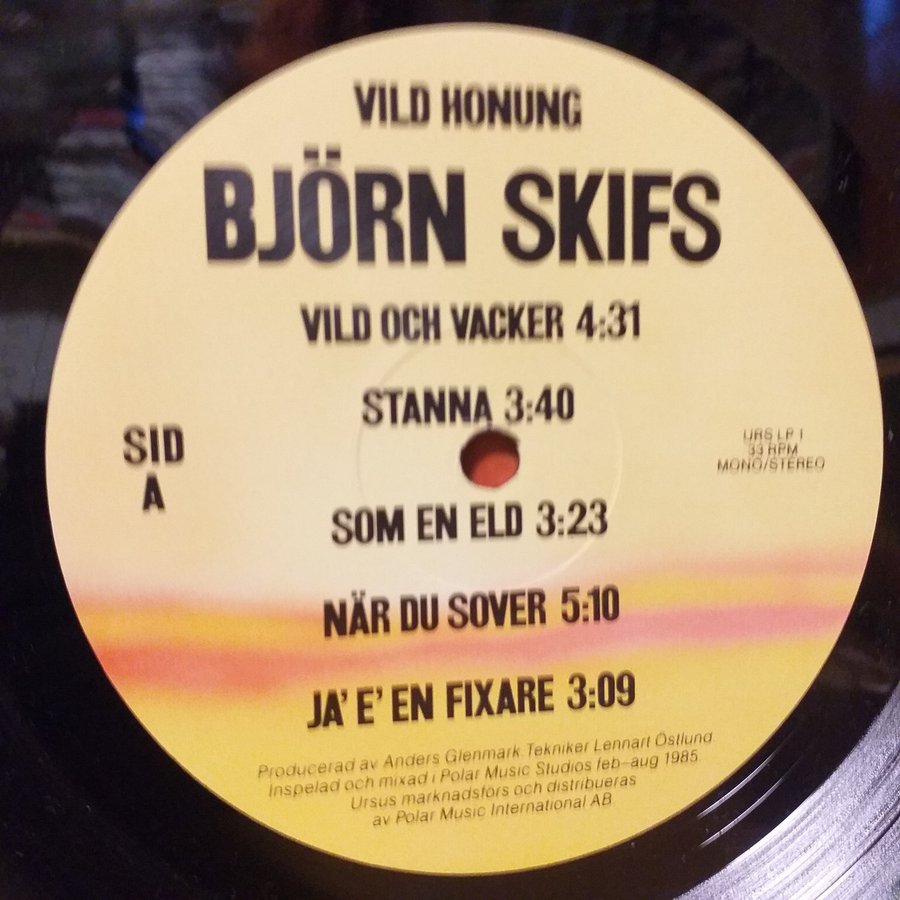 VILD HONUNG
BJÖRN SKIFS
VILD OCH VACKER 4:31
STANNA 3:40
SID
A
URS LP 1
33 RPM
MONO/STEREO
SOM EN ELD 3:23
NÄR DU SOVER 5:10
JA' E' EN FIXARE 3:09
Producerad av Anders Glenmark. Tekniker Lennart Östlund.
Inspelad och mixad i Polar Music Studios feb–aug 1985.
Ursus marknadsförs och distribueras
av Polar Music International AB